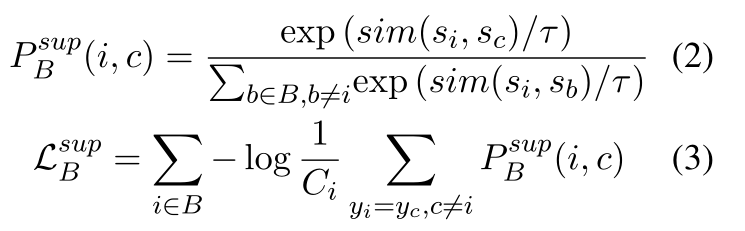 P_B^{sup}(i, c) = \frac{\exp(sim(s_i, s_c)/\tau)}{\sum_{b \in B, b \neq i} \exp(sim(s_i, s_b)/\tau)} (2)
\mathcal{L}_B^{sup} = \sum_{i \in B} -\log \frac{1}{C_i} \sum_{y_i = y_c, c \neq i} P_B^{sup}(i, c) (3)